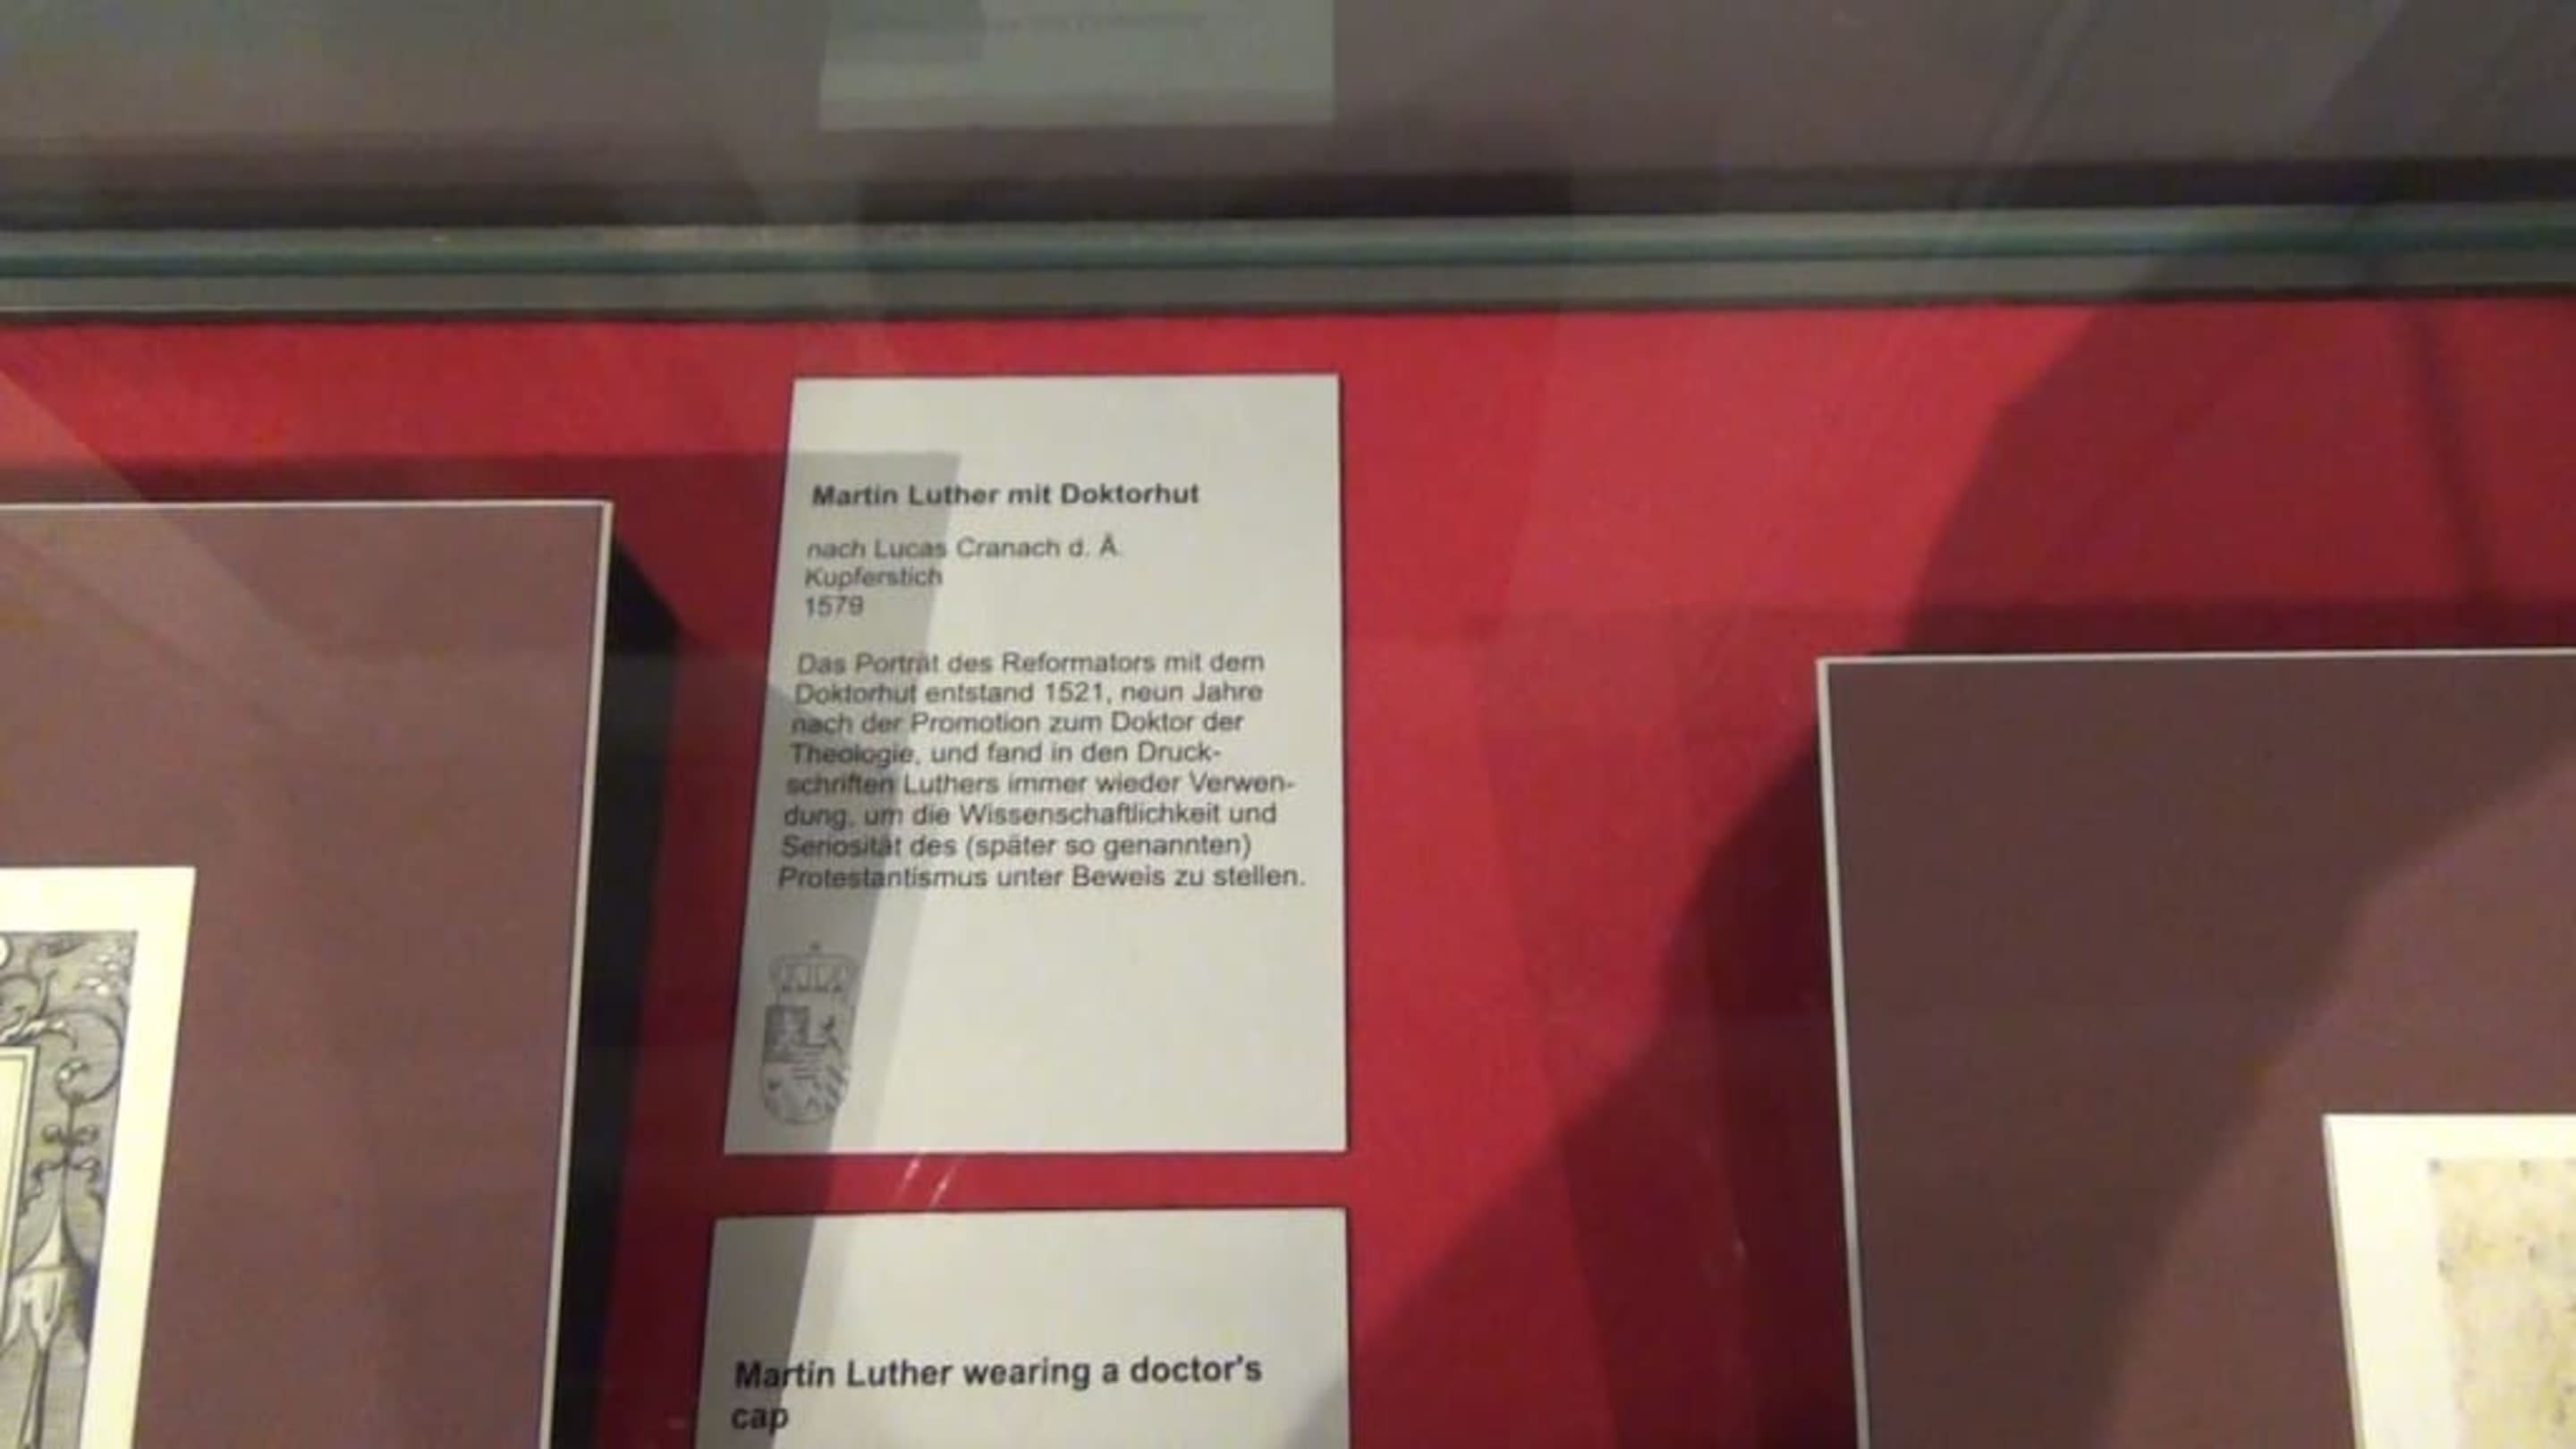 Martin Luther mit Doktorhut
nach Lucas Cranach d. Ä.
Kupferstich
1579
Das Porträt des Reformators mit dem
Doktorhut entstand 1521, neun Jahre
nach der Promotion zum Doktor der
Theologie, und fand in den Druck-
schriften Luthers immer wieder Verwen-
dung, um die Wissenschaftlichkeit und
Seriosität des (später so genannten)
Protestantismus unter Beweis zu stellen.
Martin Luther wearing a doctor's
cap